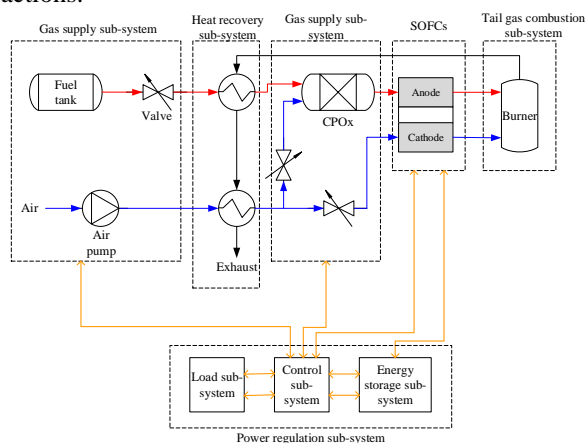 actions.
Gas supply sub-system
Heat recovery
sub-system
Gas supply sub-
system
SOFCs
Tail gas combustion
sub-system
Fuel
tank
Valve
CPOx
Anode
Cathode
Burner
Air
Air
pump
Exhaust
Load sub-
system
Control
sub-
system
Energy
storage sub-
system
Power regulation sub-system